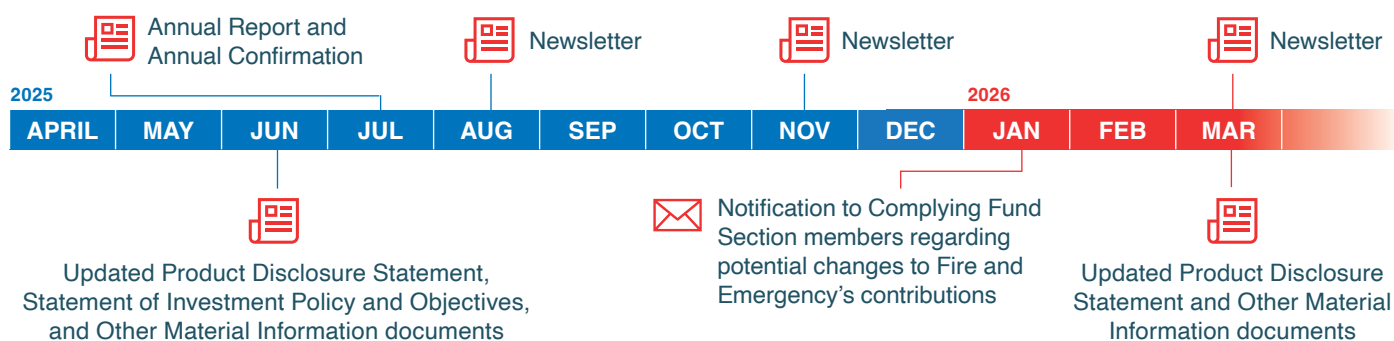 Annual Report and
Annual Confirmation
Newsletter
Newsletter
Newsletter
2025
2026
APRIL MAY JUN JUL AUG SEP OCT NOV DEC JAN FEB MAR
Updated Product Disclosure Statement,
Statement of Investment Policy and Objectives,
and Other Material Information documents
Notification to Complying Fund
Section members regarding
potential changes to Fire and
Emergency’s contributions
Updated Product Disclosure
Statement and Other Material
Information documents